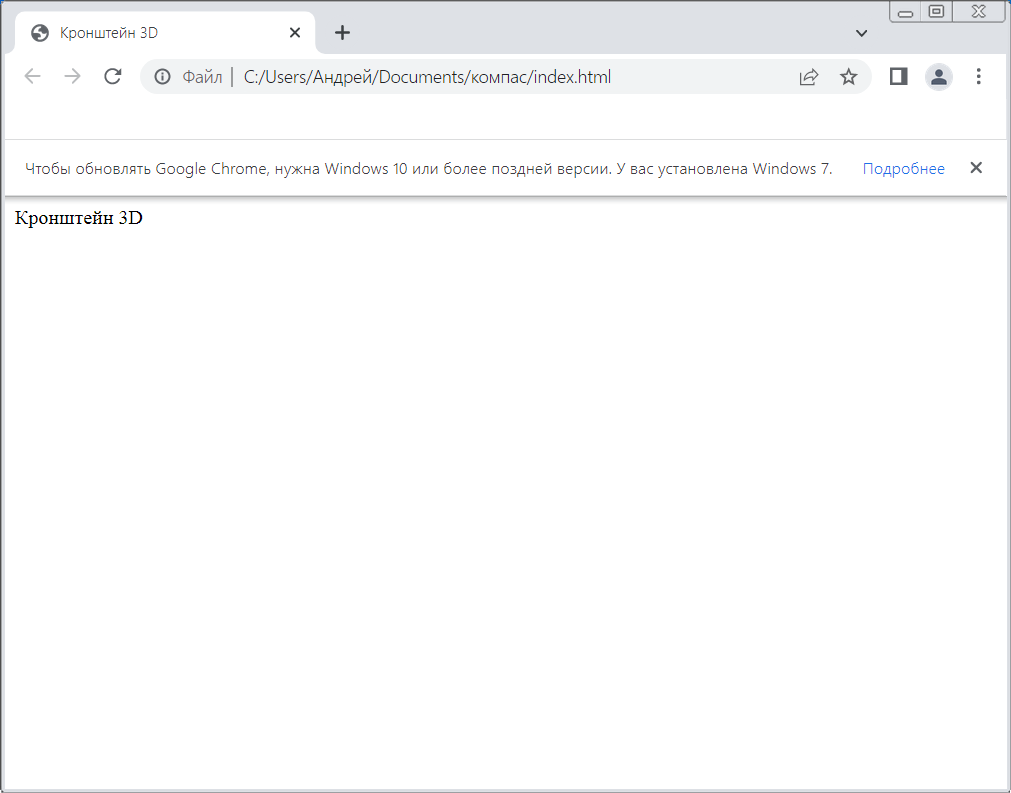 Кронштейн 3D
Файл | C:/Users/Андрей/Documents/компас/index.html
Чтобы обновлять Google Chrome, нужна Windows 10 или более поздней версии. У вас установлена Windows 7. Подробнее
Кронштейн 3D